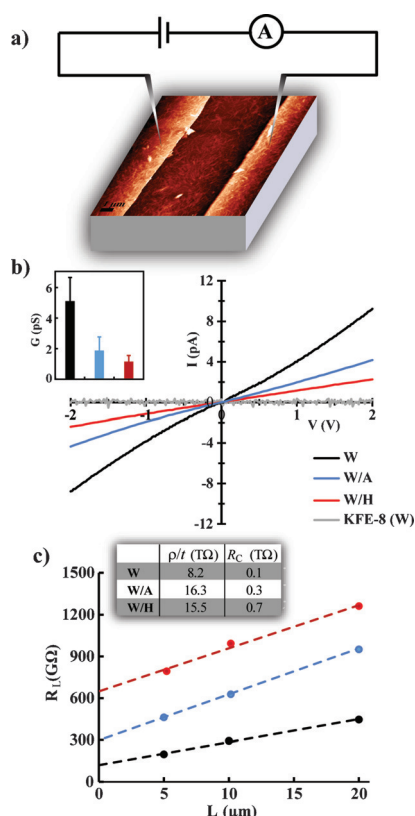 a)
A
μm
b)
6
4
2
0
G (pS)
12
8
4
0
-4
-8
-12
I (pA)
-2
-1
0
1
2
V (V)
W
W/A
W/H
KFE-8 (W)
c)
ρ/t (TΩ) R_C (TΩ)
W 8.2 0.1
W/A 16.3 0.3
W/H 15.5 0.7
1500
1200
900
600
300
0
R_L(GΩ)
0 5 10 15 20
L (μm)